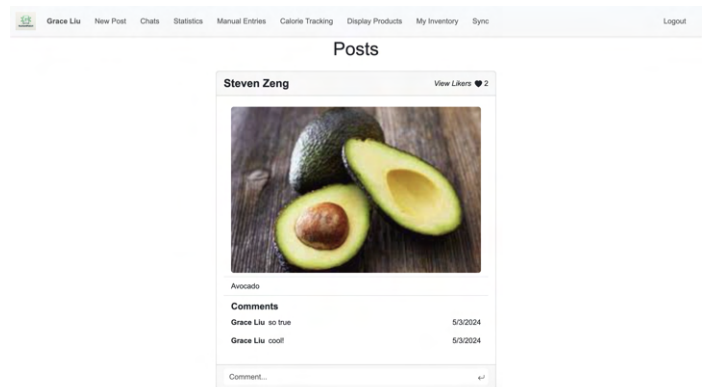 Grace Liu New Post Chats Statistics Manual Entries Calorie Tracking Display Products My Inventory Sync Logout
Posts
Steven Zeng View Likers 2
Avocado
Comments
Grace Liu so true 5/3/2024
Grace Liu cool! 5/3/2024
Comment...